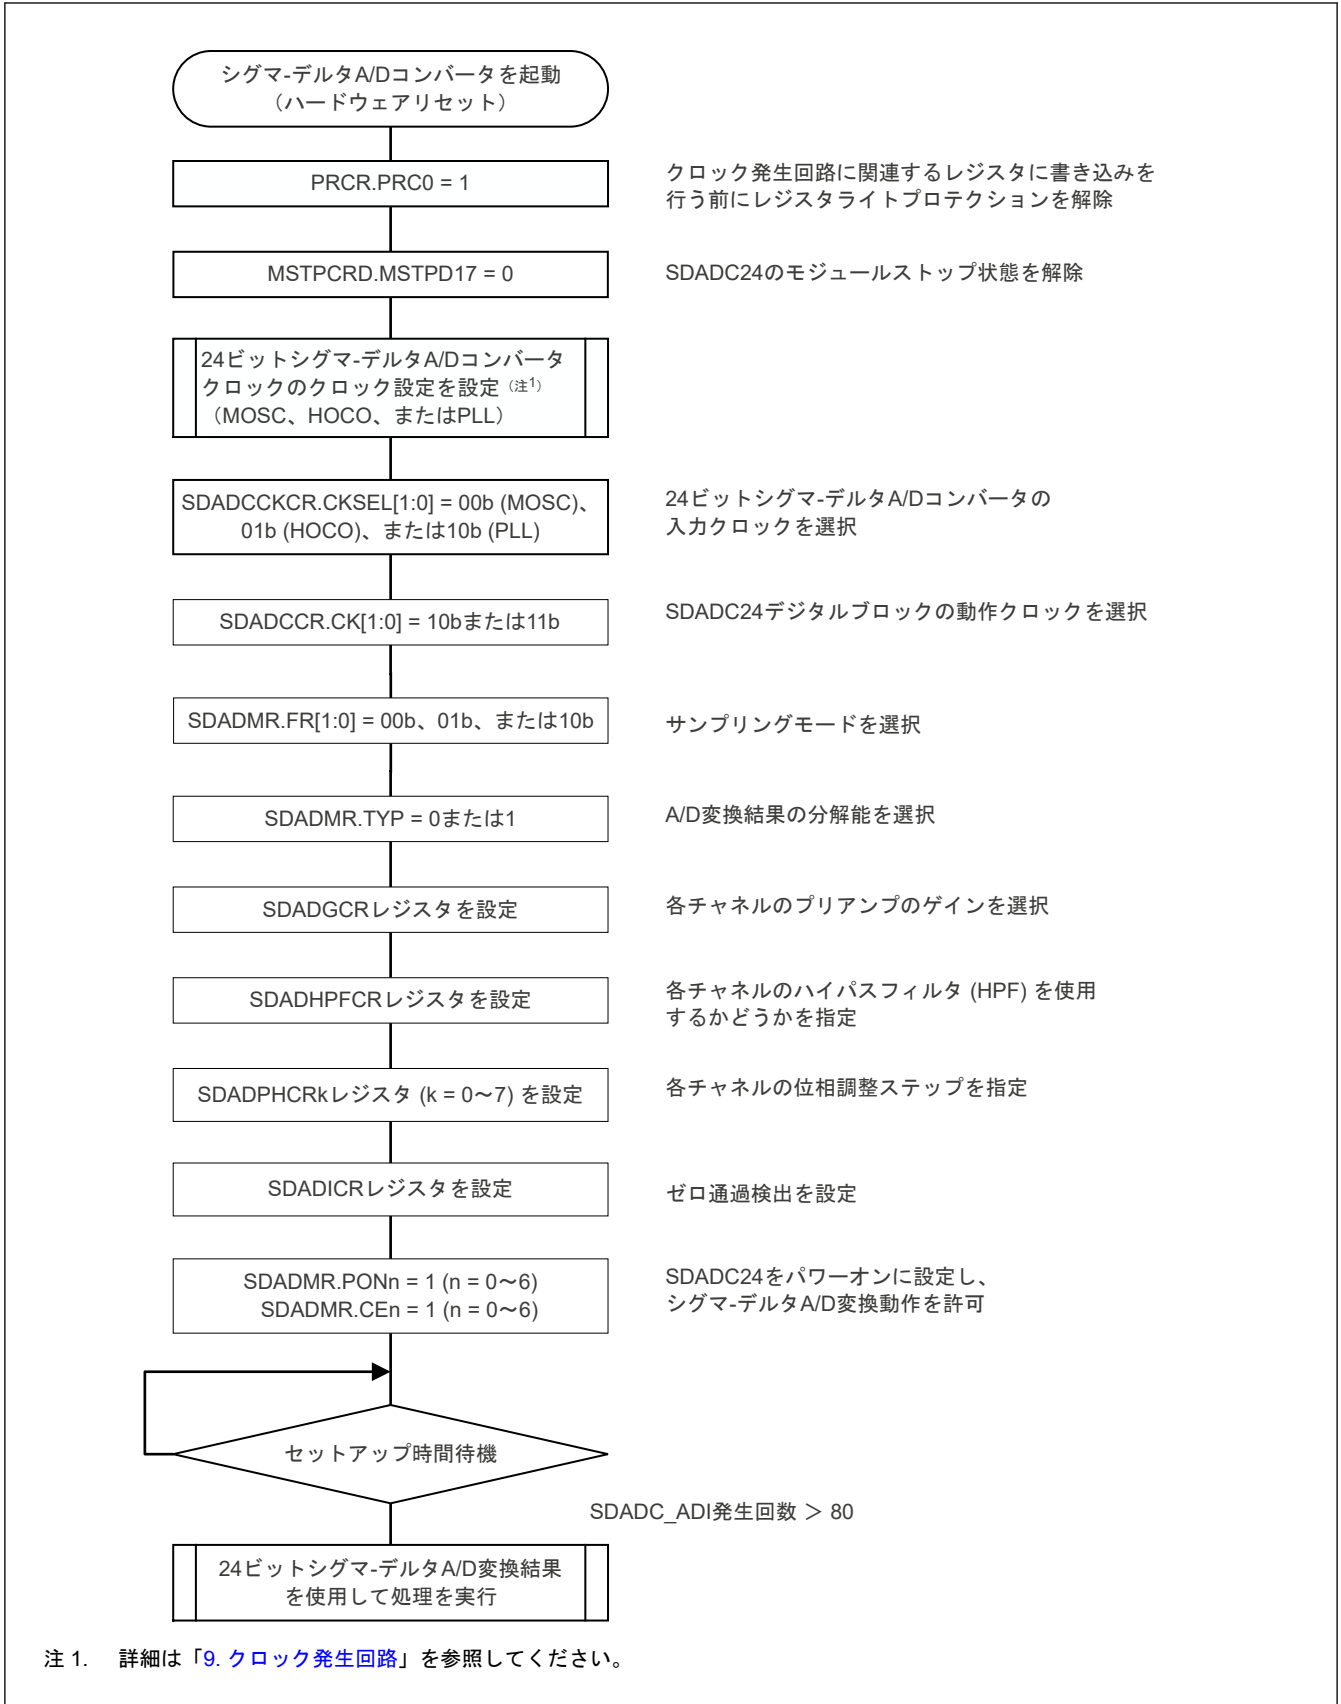 シグマ-デルタA/Dコンバータを起動
（ハードウェアリセット）
PRCR.PRC0 = 1
クロック発生回路に関連するレジスタに書き込みを
行う前にレジスタライトプロテクションを解除
MSTPCRD.MSTPD17 = 0
SDADC24のモジュールストップ状態を解除
24ビットシグマ-デルタA/Dコンバータ
クロックのクロック設定を設定（注1）
（MOSC、HOCO、またはPLL）
SDADCCKCR.CKSEL[1:0] = 00b (MOSC)、
01b (HOCO)、または10b (PLL)
24ビットシグマ-デルタA/Dコンバータの
入力クロックを選択
SDADCCR.CK[1:0] = 10bまたは11b
SDADC24デジタルブロックの動作クロックを選択
SDADMR.FR[1:0] = 00b、01b、または10b
サンプリングモードを選択
SDADMR.TYP = 0または1
A/D変換結果の分解能を選択
SDADGCRレジスタを設定
各チャネルのプリアンプのゲインを選択
SDADHPFCRレジスタを設定
各チャネルのハイパスフィルタ (HPF) を使用
するかどうかを指定
SDADPHCRkレジスタ (k = 0～7) を設定
各チャネルの位相調整ステップを指定
SDADICRレジスタを設定
ゼロ通過検出を設定
SDADMR.PONn = 1 (n = 0～6)
SDADMR.CEn = 1 (n = 0～6)
SDADC24をパワーオンに設定し、
シグマ-デルタA/D変換動作を許可
セットアップ時間待機
SDADC_ADI発生回数 ＞ 80
24ビットシグマ-デルタA/D変換結果
を使用して処理を実行
注 1. 詳細は「9. クロック発生回路」を参照してください。